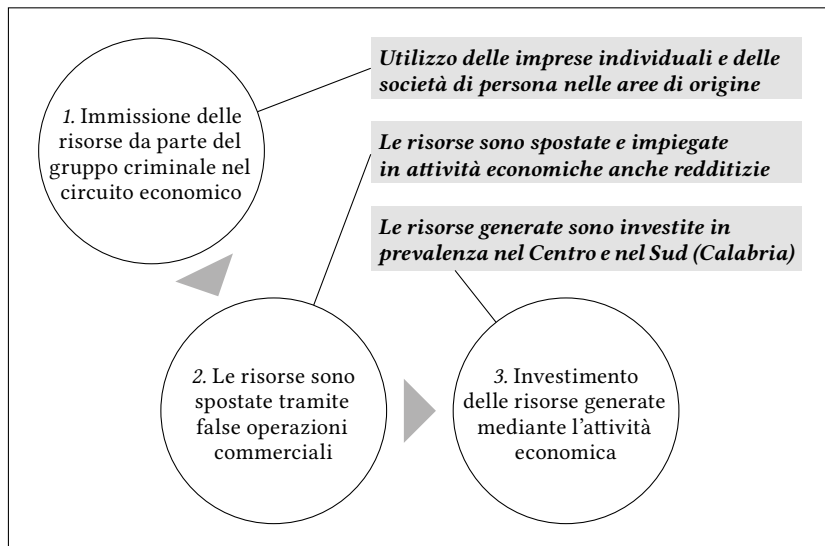 Utilizzo delle imprese individuali e delle
società di persona nelle aree di origine
1. Immissione delle
risorse da parte del
gruppo criminale nel
circuito economico
Le risorse sono spostate e impiegate
in attività economiche anche redditizie
Le risorse generate sono investite in
prevalenza nel Centro e nel Sud (Calabria)
2. Le risorse sono
spostate tramite
false operazioni
commerciali
3. Investimento
delle risorse generate
mediante l'attività
economica